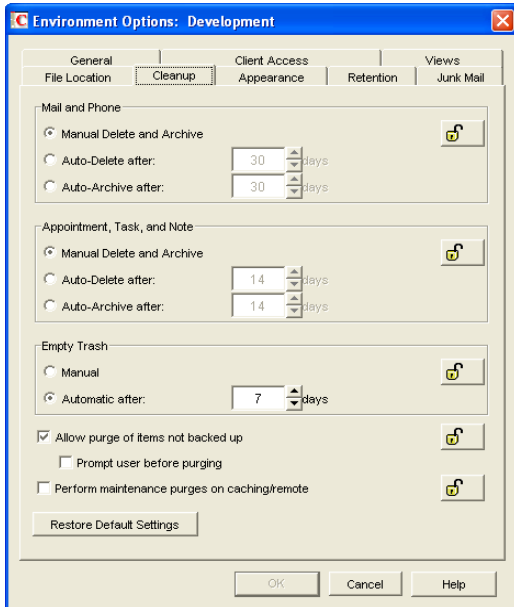 Environment Options: Development
General Client Access Views
File Location Cleanup Appearance Retention Junk Mail
Mail and Phone
Manual Delete and Archive
Auto-Delete after: 30 days
Auto-Archive after: 30 days
Appointment, Task, and Note
Manual Delete and Archive
Auto-Delete after: 14 days
Auto-Archive after: 14 days
Empty Trash
Manual
Automatic after: 7 days
Allow purge of items not backed up
Prompt user before purging
Perform maintenance purges on caching/remote
Restore Default Settings
OK Cancel Help